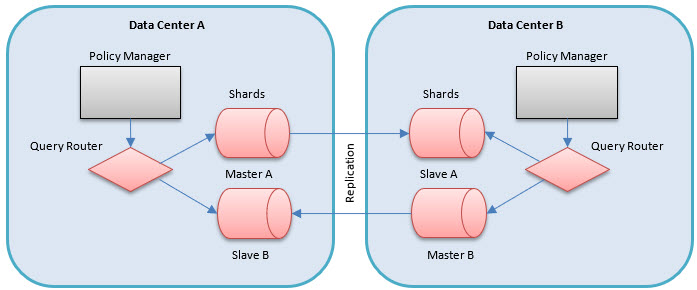 Data Center A
Data Center B
Policy Manager
Policy Manager
Shards
Shards
Query Router
Query Router
Replication
Master A
Slave A
Slave B
Master B